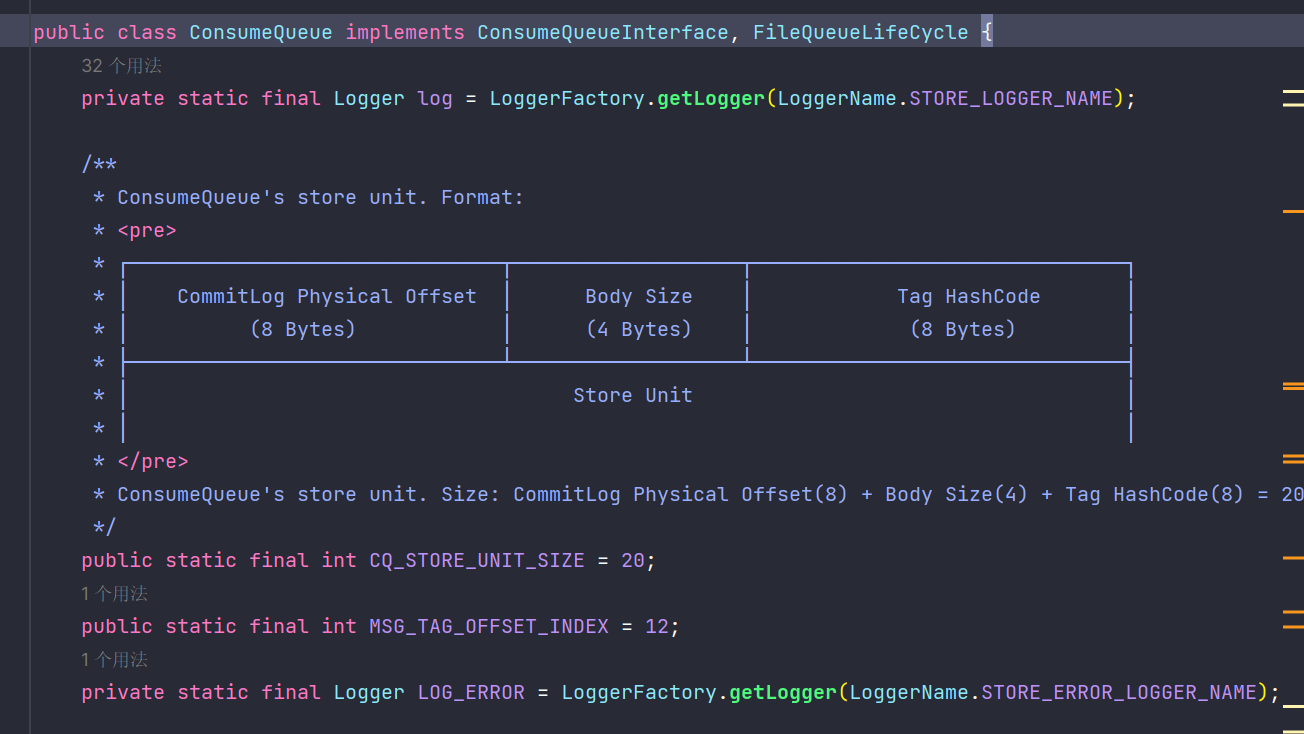 public class ConsumeQueue implements ConsumeQueueInterface, FileQueueLifeCycle {
32 个用法
private static final Logger log = LoggerFactory.getLogger(LoggerName.STORE_LOGGER_NAME);
/**
* ConsumeQueue's store unit. Format:
* <pre>
* ┌───────────────────────────────┬───────────────────┬───────────────────────────────┐
* │    CommitLog Physical Offset  │      Body Size    │            Tag HashCode       │
* │          (8 Bytes)            │      (4 Bytes)    │             (8 Bytes)         │
* ├───────────────────────────────┴───────────────────┴───────────────────────────────┤
* │                                     Store Unit                                    │
* │                                                                                   │
* </pre>
* ConsumeQueue's store unit. Size: CommitLog Physical Offset(8) + Body Size(4) + Tag HashCode(8) = 20
*/
public static final int CQ_STORE_UNIT_SIZE = 20;
1 个用法
public static final int MSG_TAG_OFFSET_INDEX = 12;
1 个用法
private static final Logger LOG_ERROR = LoggerFactory.getLogger(LoggerName.STORE_ERROR_LOGGER_NAME);